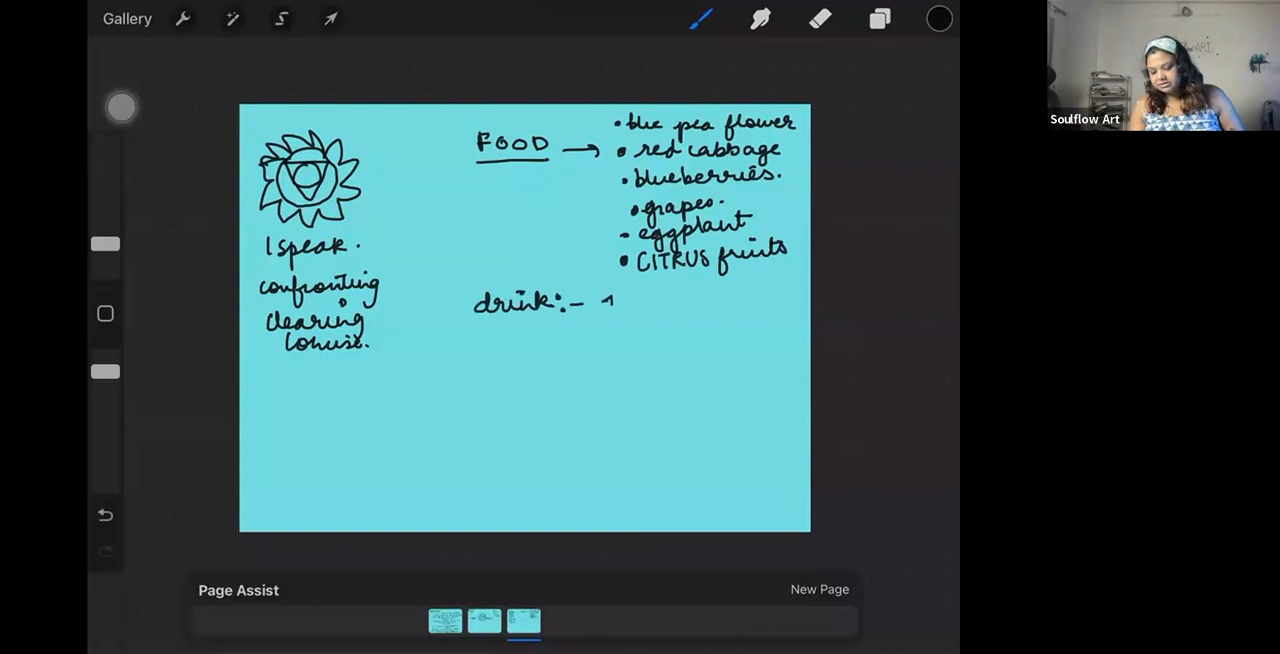 Gallery
Soulflow Art
FOOD →
• blue pea flower
• red cabbage
• blueberries.
• grapes.
- eggplant
• CITRUS fruits
I speak.
confronting
clearing
drink:-
Page Assist
New Page